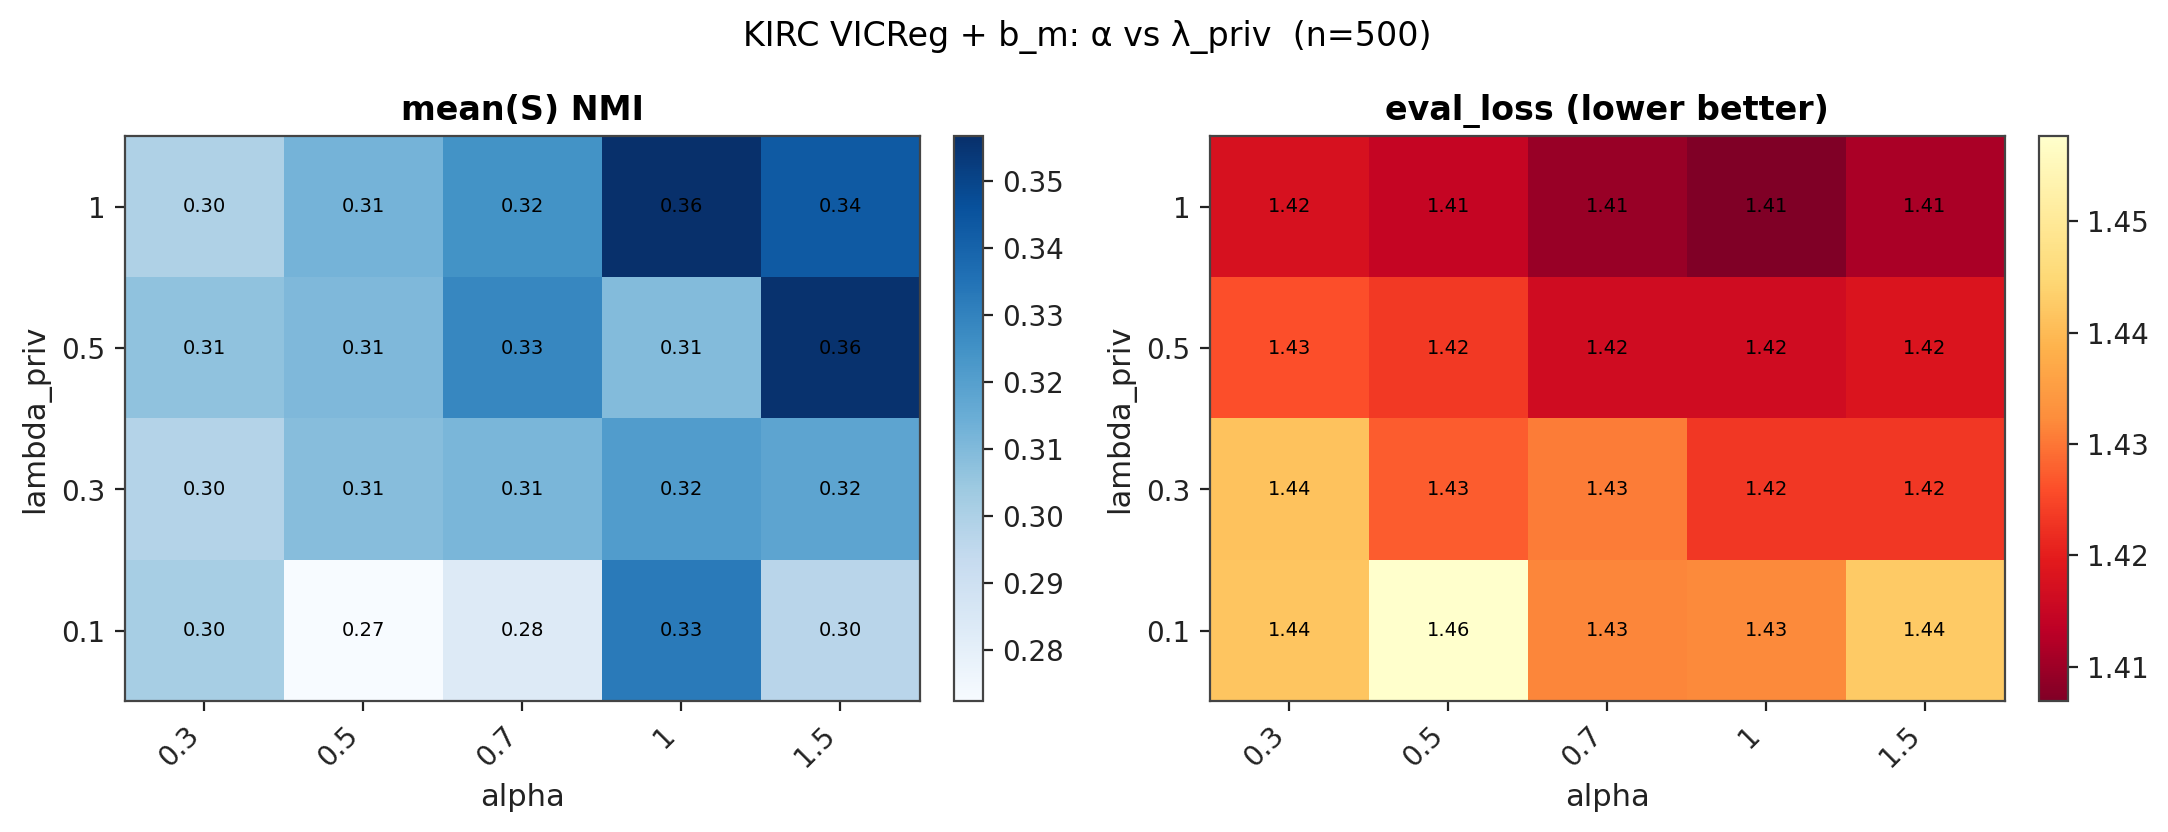 KIRC VICReg + b_m: α vs λ_priv (n=500)
mean(S) NMI
lambda_priv
1
0.5
0.3
0.1
0.30 0.31 0.32 0.36 0.34
0.31 0.31 0.33 0.31 0.36
0.30 0.31 0.31 0.32 0.32
0.30 0.27 0.28 0.33 0.30
0.3 0.5 0.7 1 1.5
alpha
0.35
0.34
0.33
0.32
0.31
0.30
0.29
0.28
eval_loss (lower better)
lambda_priv
1
0.5
0.3
0.1
1.42 1.41 1.41 1.41 1.41
1.43 1.42 1.42 1.42 1.42
1.44 1.43 1.43 1.42 1.42
1.44 1.46 1.43 1.43 1.44
0.3 0.5 0.7 1 1.5
alpha
1.45
1.44
1.43
1.42
1.41